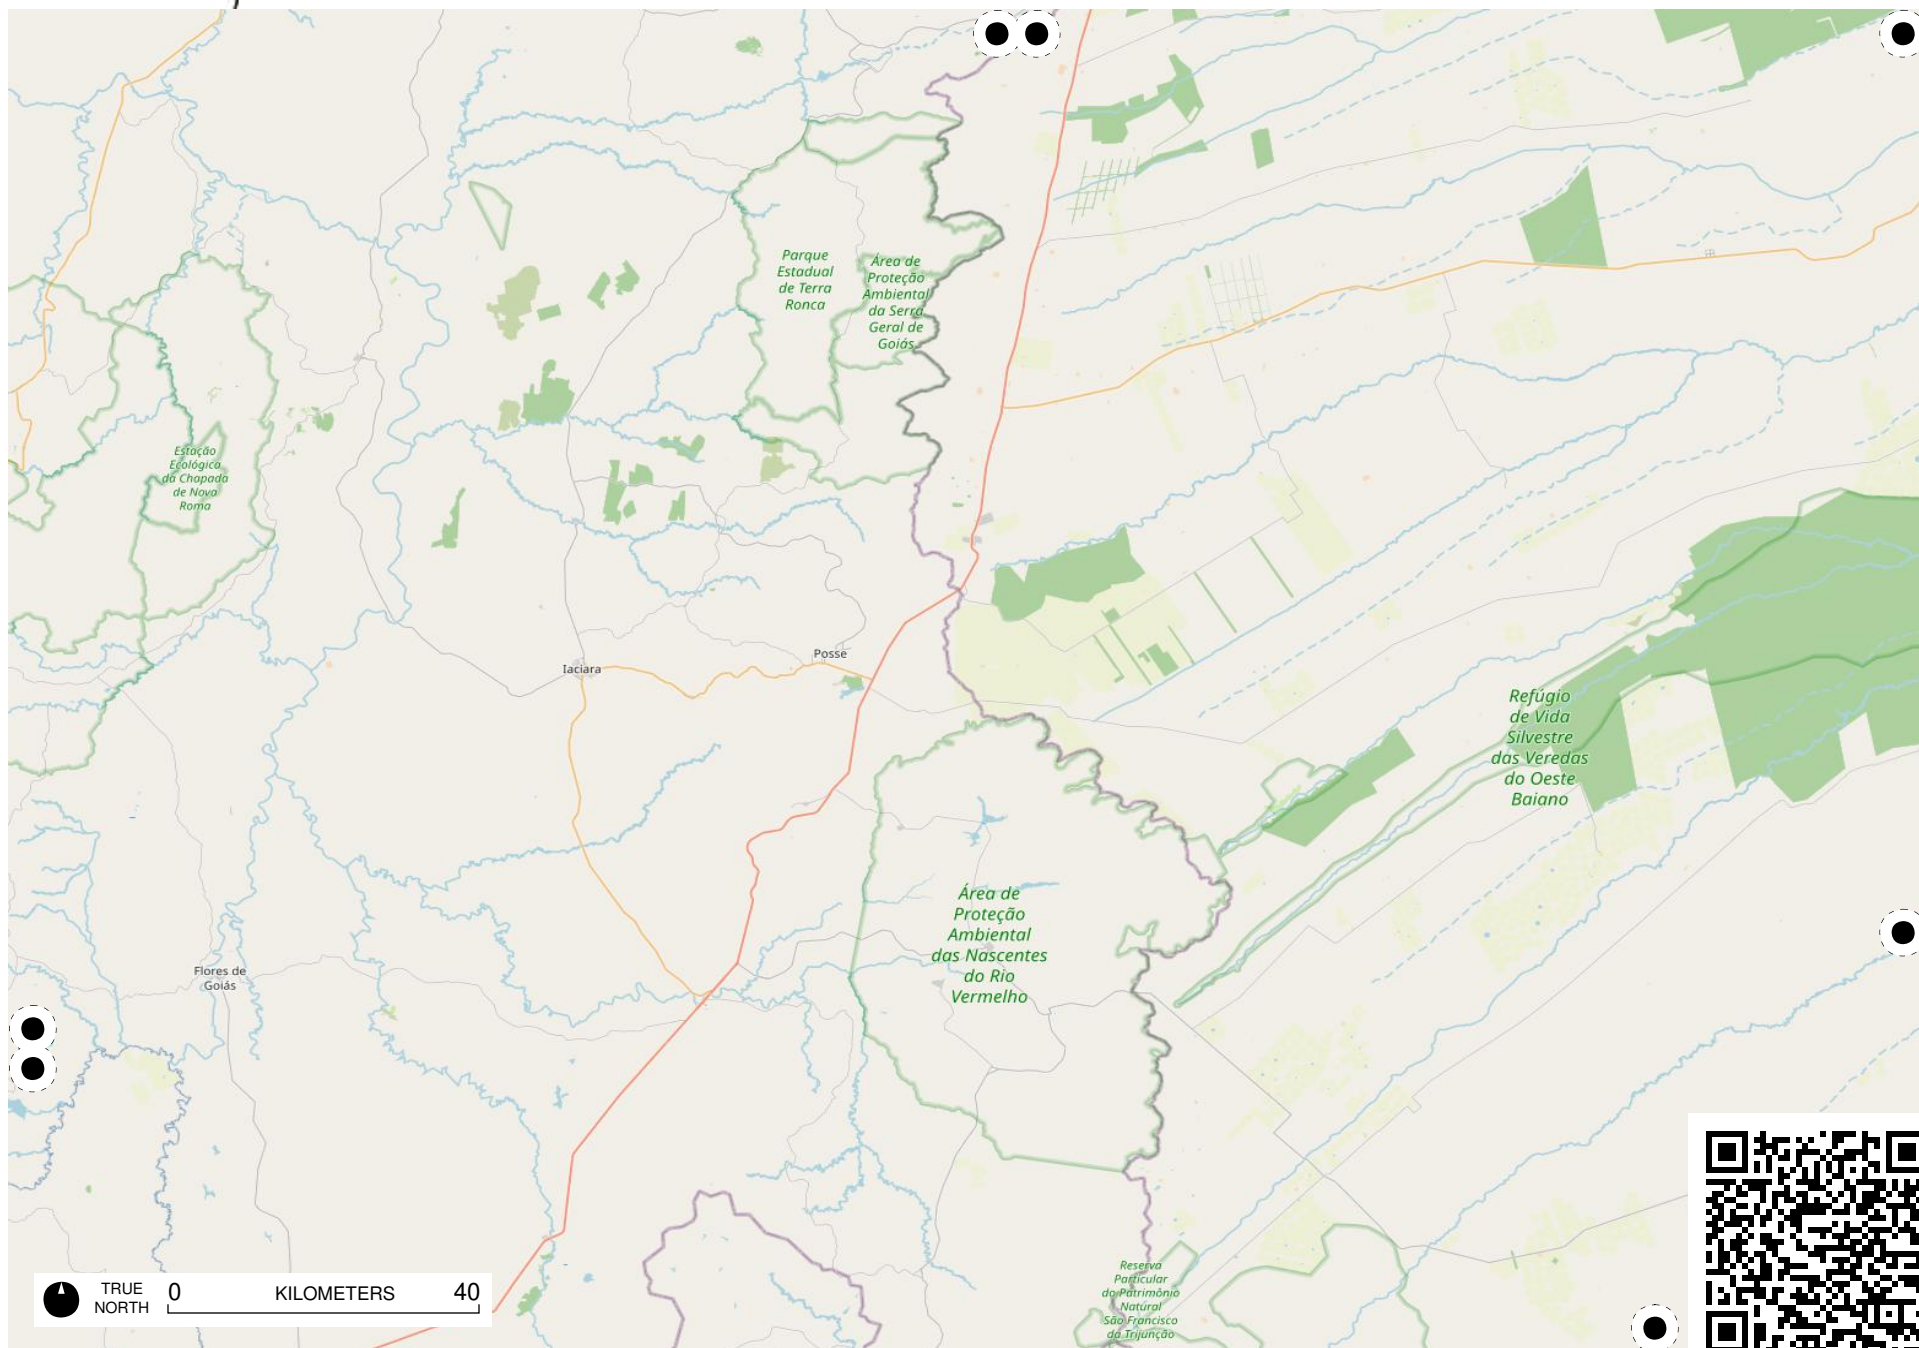 Parque
Estadual
de Terra
Ronca
Área de
Proteção
Ambiental
da Serra
Geral de
Goiás
Estação
Ecológica
da Chapada
de Nova
Roma
Posse
Iaciara
Refúgio
de Vida
Silvestre
das Veredas
do Oeste
Baiano
Área de
Proteção
Ambiental
das Nascentes
do Rio
Vermelho
Flores de
Goiás
Reserva
Particular
do Patrimônio
Natural
São Francisco
da Trijunção
TRUE
NORTH
0 KILOMETERS 40